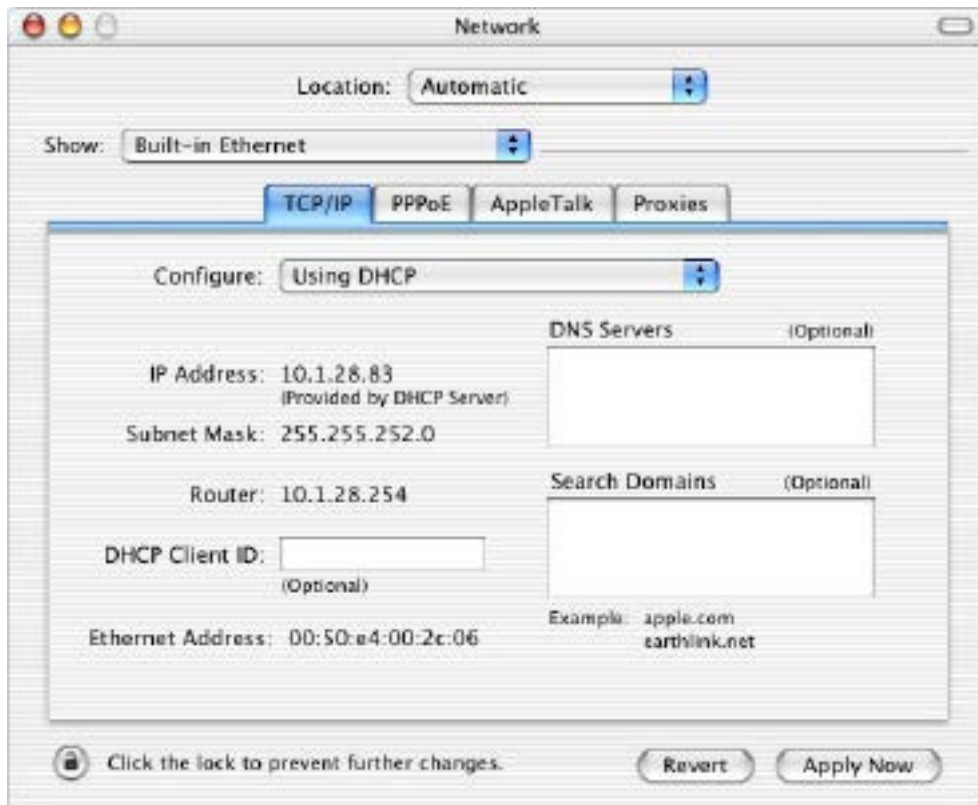 Network
Location: Automatic
Show: Built-in Ethernet
TCP/IP PPPoE AppleTalk Proxies
Configure: Using DHCP
DNS Servers (Optional)
IP Address: 10.1.28.83
(Provided by DHCP Server)
Subnet Mask: 255.255.252.0
Router: 10.1.28.254
Search Domains (Optional)
DHCP Client ID:
(Optional)
Example: apple.com
earthlink.net
Ethernet Address: 00:50:e4:00:2c:06
Click the lock to prevent further changes.
Revert Apply Now